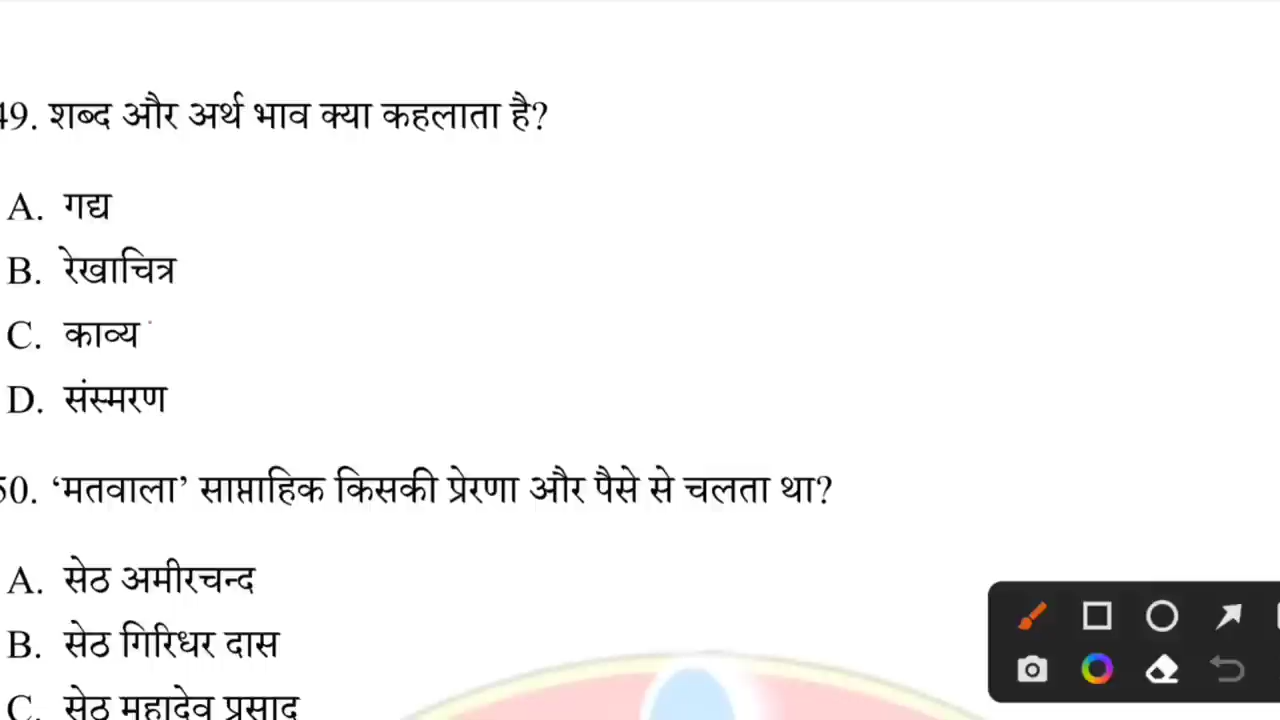 49. शब्द और अर्थ भाव क्या कहलाता है?
A. गद्य
B. रेखाचित्र
C. काव्य
D. संस्मरण
50. ‘मतवाला’ साप्ताहिक किसकी प्रेरणा और पैसे से चलता था?
A. सेठ अमीरचन्द
B. सेठ गिरिधर दास
C. सेठ महादेव प्रसाद